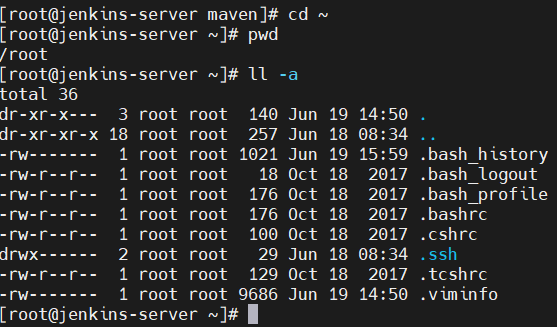 [root@jenkins-server maven]# cd ~
[root@jenkins-server ~]# pwd
/root
[root@jenkins-server ~]# ll -a
total 36
dr-xr-x---  3 root root  140 Jun 19 14:50 .
dr-xr-xr-x 18 root root  257 Jun 18 08:34 ..
-rw-------  1 root root 1021 Jun 19 15:59 .bash_history
-rw-r--r--  1 root root   18 Oct 18  2017 .bash_logout
-rw-r--r--  1 root root  176 Oct 18  2017 .bash_profile
-rw-r--r--  1 root root  176 Oct 18  2017 .bashrc
-rw-r--r--  1 root root  100 Oct 18  2017 .cshrc
drwx------  2 root root   29 Jun 18 08:34 .ssh
-rw-r--r--  1 root root  129 Oct 18  2017 .tcshrc
-rw-------  1 root root 9686 Jun 19 14:50 .viminfo
[root@jenkins-server ~]#